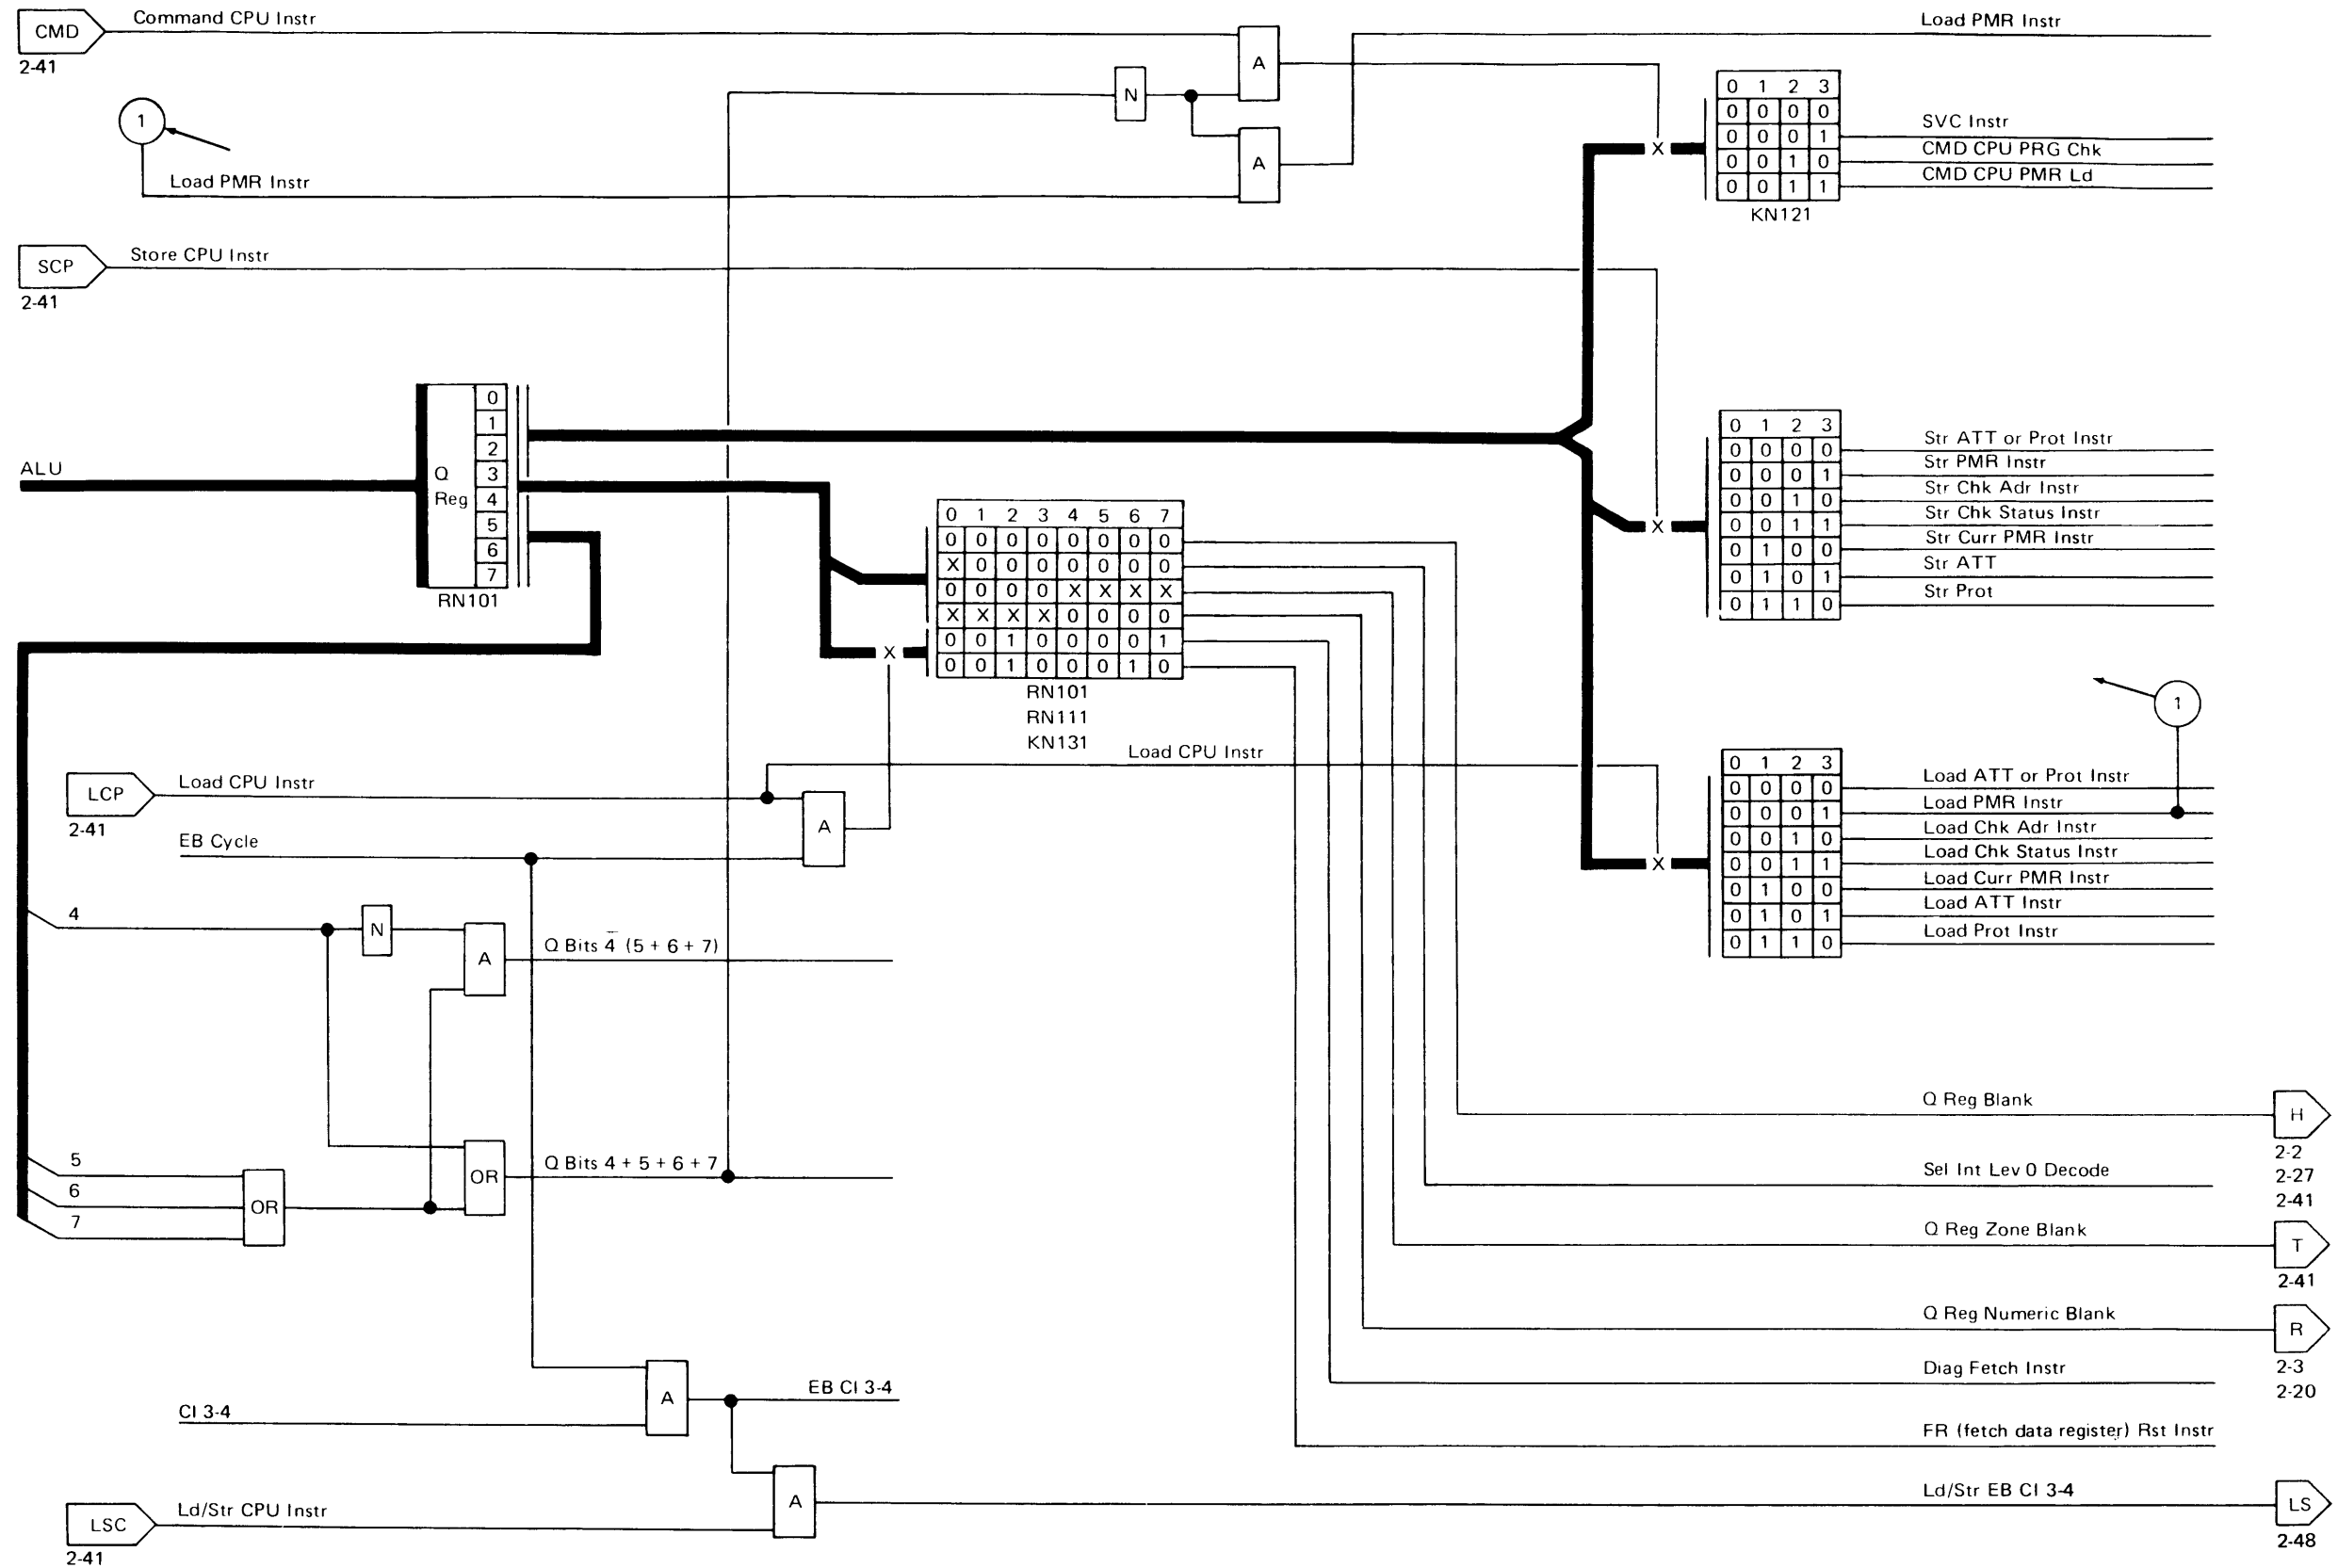 CMD
2-41
Command CPU Instr
1
Load PMR Instr
N
A
A
Load PMR Instr
0 1 2 3
0 0 0 0
0 0 0 1
0 0 1 0
0 0 1 1
KN121
SVC Instr
CMD CPU PRG Chk
CMD CPU PMR Ld
SCP
2-41
Store CPU Instr
ALU
Q
Reg
0
1
2
3
4
5
6
7
RN101
0 1 2 3 4 5 6 7
0 0 0 0 0 0 0 0
X 0 0 0 0 0 0 0
0 0 0 0 X X X X
X X X X 0 0 0 0
0 0 1 0 0 0 0 1
0 0 1 0 0 0 1 0
RN101
RN111
KN131
X
X
X
X
0 1 2 3
0 0 0 0
0 0 0 1
0 0 1 0
0 0 1 1
0 1 0 0
0 1 0 1
0 1 1 0
Str ATT or Prot Instr
Str PMR Instr
Str Chk Adr Instr
Str Chk Status Instr
Str Curr PMR Instr
Str ATT
Str Prot
1
LCP
2-41
Load CPU Instr
Load CPU Instr
EB Cycle
A
0 1 2 3
0 0 0 0
0 0 0 1
0 0 1 0
0 0 1 1
0 1 0 0
0 1 0 1
0 1 1 0
Load ATT or Prot Instr
Load PMR Instr
Load Chk Adr Instr
Load Chk Status Instr
Load Curr PMR Instr
Load ATT Instr
Load Prot Instr
4
N
A
Q Bits 4̅ (5 + 6 + 7)
5
6
7
OR
OR
Q Bits 4 + 5 + 6 + 7
Q Reg Blank
H
2-2
2-27
2-41
Sel Int Lev 0 Decode
Q Reg Zone Blank
T
2-41
Q Reg Numeric Blank
R
2-3
2-20
Diag Fetch Instr
FR (fetch data register) Rst Instr
CI 3-4
A
EB CI 3-4
LSC
2-41
Ld/Str CPU Instr
A
Ld/Str EB CI 3-4
LS
2-48